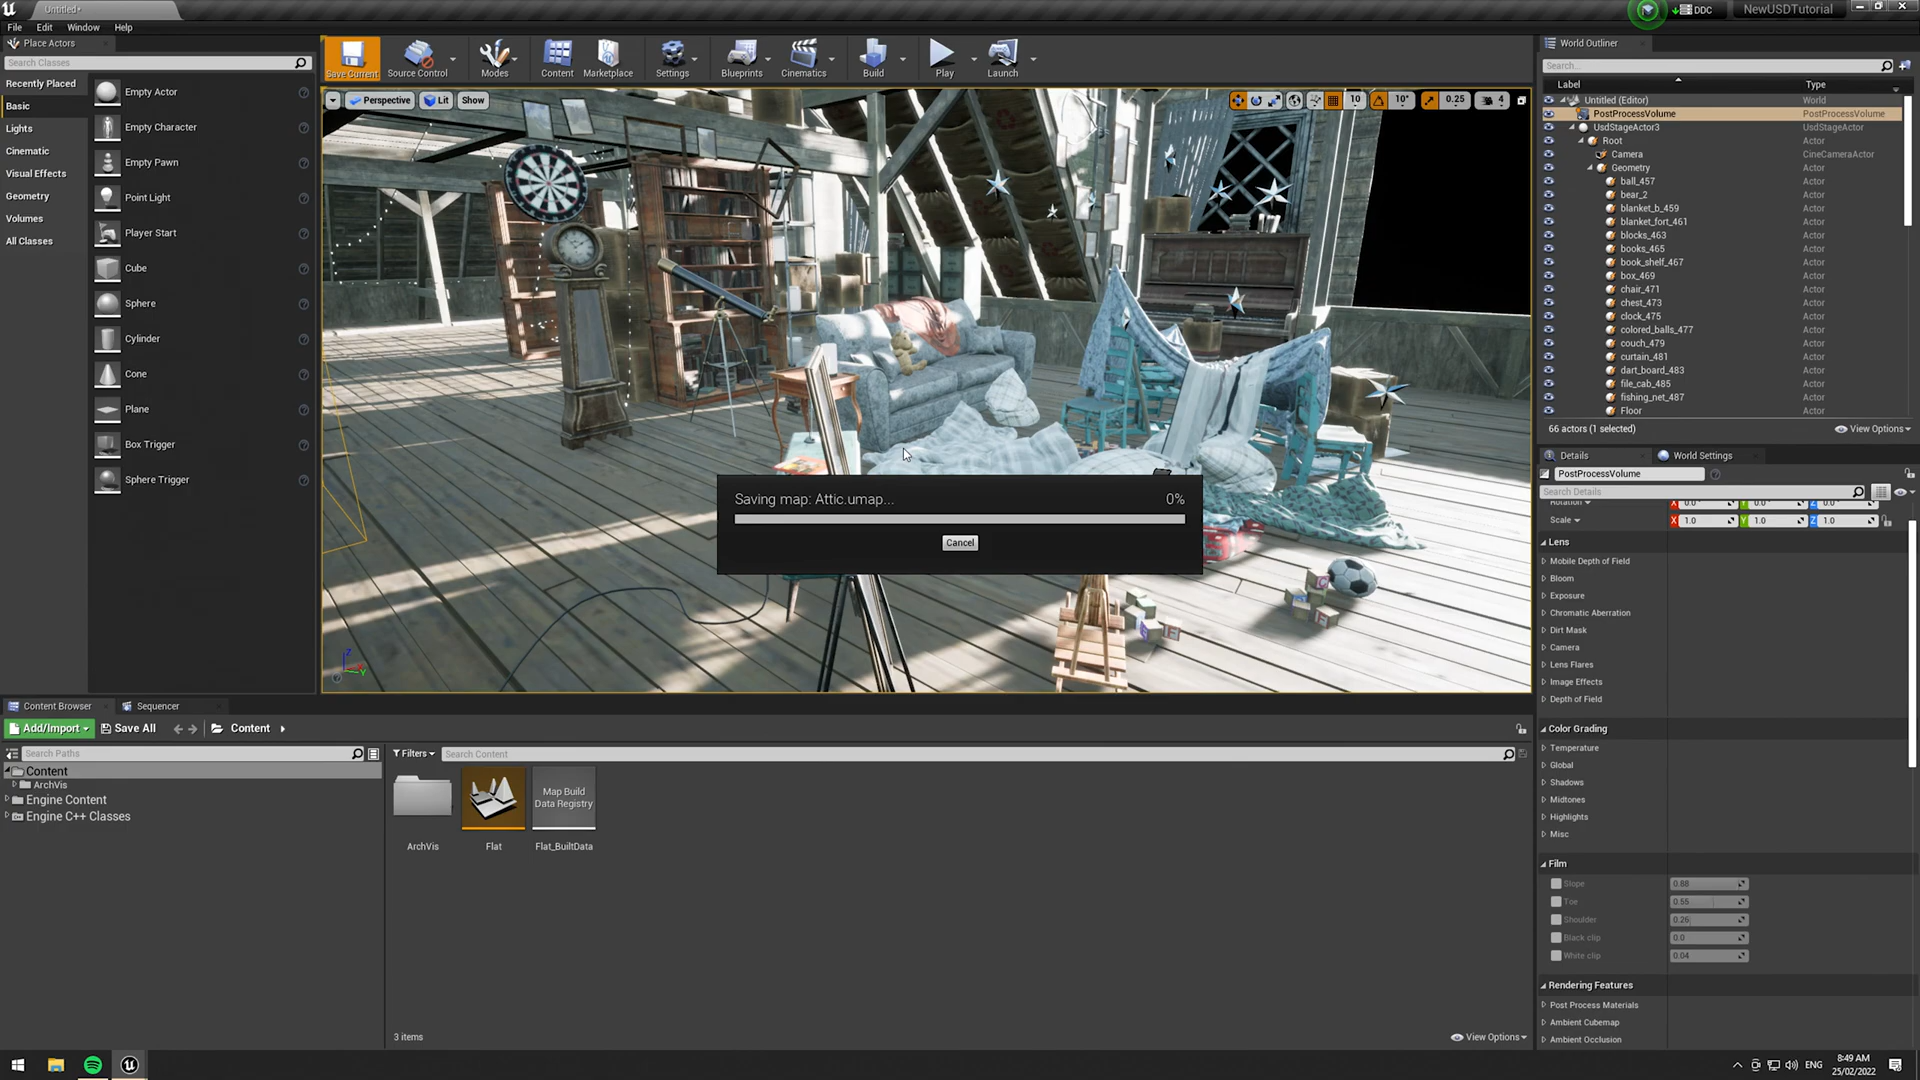 Untitled*
DDC
NewUSDTutorial
File Edit Window Help
Place Actors
Search Classes
Recently Placed
Basic
Lights
Cinematic
Visual Effects
Geometry
Volumes
All Classes
Empty Actor
Empty Character
Empty Pawn
Point Light
Player Start
Cube
Sphere
Cylinder
Cone
Plane
Box Trigger
Sphere Trigger
Save Current
Source Control
Modes
Content
Marketplace
Settings
Blueprints
Cinematics
Build
Play
Launch
Perspective
Lit
Show
10
10°
0.25
4
Saving map: Attic.umap...
0%
Cancel
World Outliner
Search...
Label Type
Untitled (Editor) World
PostProcessVolume PostProcessVolume
UsdStageActor3 UsdStageActor
Root Actor
Camera CineCameraActor
Geometry Actor
ball_457 Actor
bear_2 Actor
blanket_b_459 Actor
blanket_fort_461 Actor
blocks_463 Actor
books_465 Actor
book_shelf_467 Actor
box_469 Actor
chair_471 Actor
chest_473 Actor
clock_475 Actor
colored_balls_477 Actor
couch_479 Actor
curtain_481 Actor
dart_board_483 Actor
file_cab_485 Actor
fishing_net_487 Actor
Floor Actor
66 actors (1 selected)
View Options
Details
World Settings
PostProcessVolume
Search Details
Rotation X 0.0° Y 0.0° Z 0.0°
Scale X 1.0 Y 1.0 Z 1.0
Lens
Mobile Depth of Field
Bloom
Exposure
Chromatic Aberration
Dirt Mask
Camera
Lens Flares
Image Effects
Depth of Field
Color Grading
Temperature
Global
Shadows
Midtones
Highlights
Misc
Film
Slope 0.88
Toe 0.55
Shoulder 0.26
Black clip 0.0
White clip 0.04
Rendering Features
Post Process Materials
Ambient Cubemap
Ambient Occlusion
Content Browser
Sequencer
Add/Import
Save All
Content
Search Paths
Filters
Search Content
Content
ArchVis
Engine Content
Engine C++ Classes
Map Build
Data Registry
ArchVis
Flat
Flat_BuiltData
3 items
View Options
ENG
8:49 AM
25/02/2022